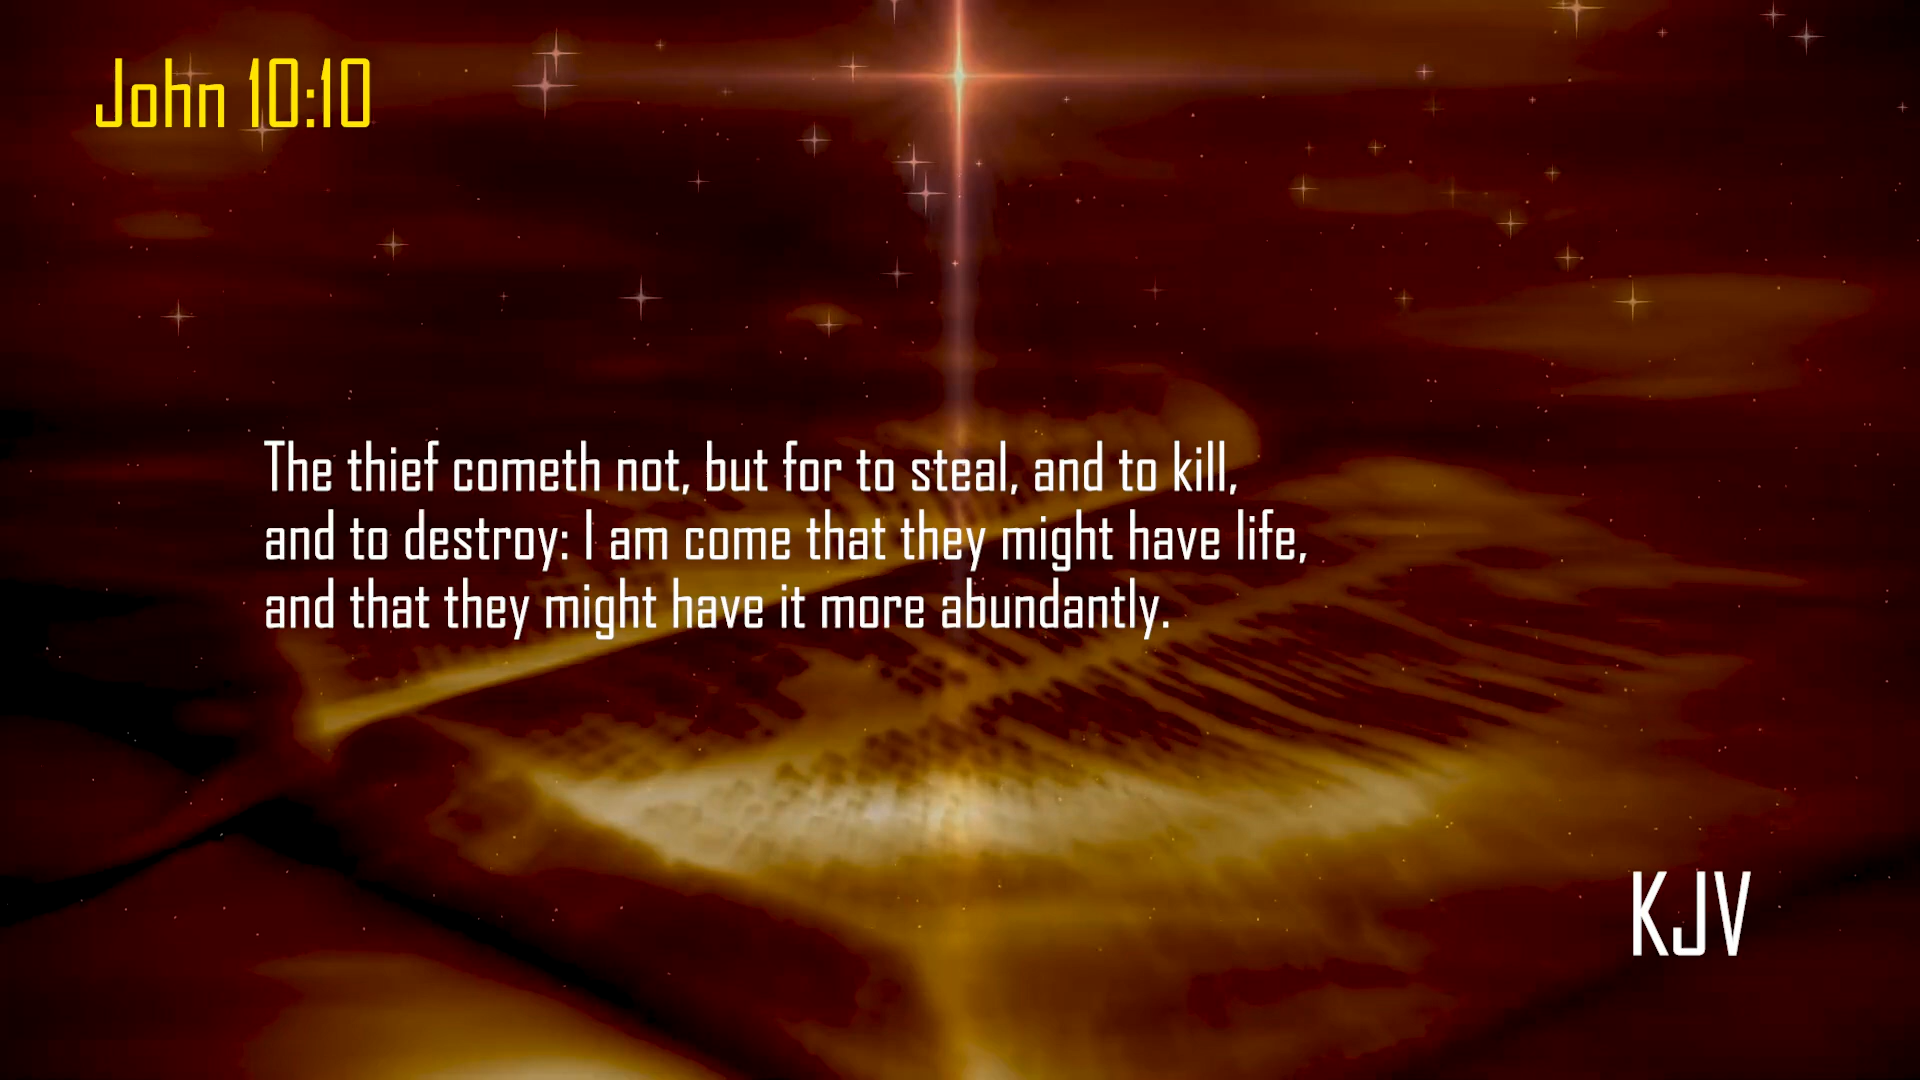 John 10:10
The thief cometh not, but for to steal, and to kill,
and to destroy: I am come that they might have life,
and that they might have it more abundantly.
KJV